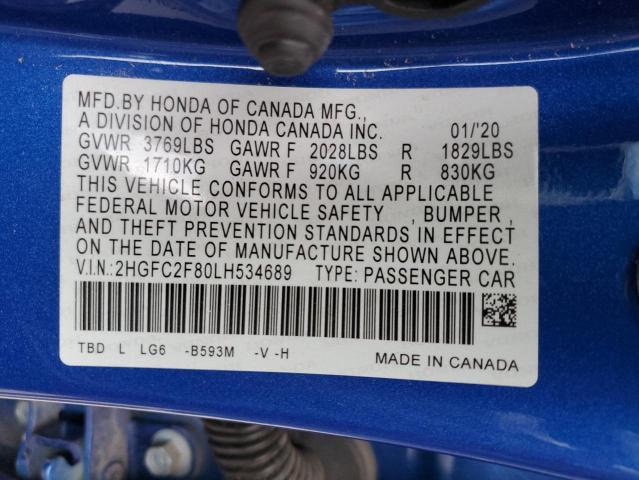 MFD.BY HONDA OF CANADA MFG.,
A DIVISION OF HONDA CANADA INC. 01/'20
GVWR 3769LBS GAWR F 2028LBS R 1829LBS
GVWR 1710KG GAWR F 920KG R 830KG
THIS VEHICLE CONFORMS TO ALL APPLICABLE
FEDERAL MOTOR VEHICLE SAFETY , BUMPER ,
AND THEFT PREVENTION STANDARDS IN EFFECT
ON THE DATE OF MANUFACTURE SHOWN ABOVE.
V.I.N.:2HGFC2F80LH534689 TYPE: PASSENGER CAR
TBD L LG6 -B593M -V -H MADE IN CANADA